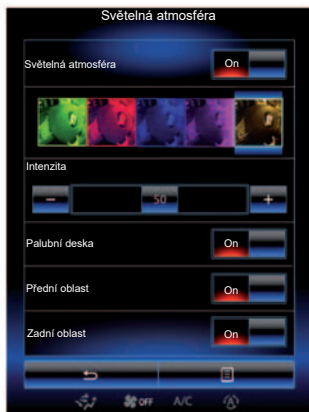 Světelná atmosféra
Světelná atmosféra On
Intenzita
− 50 +
Palubní deska On
Přední oblast On
Zadní oblast On
OFF A/C